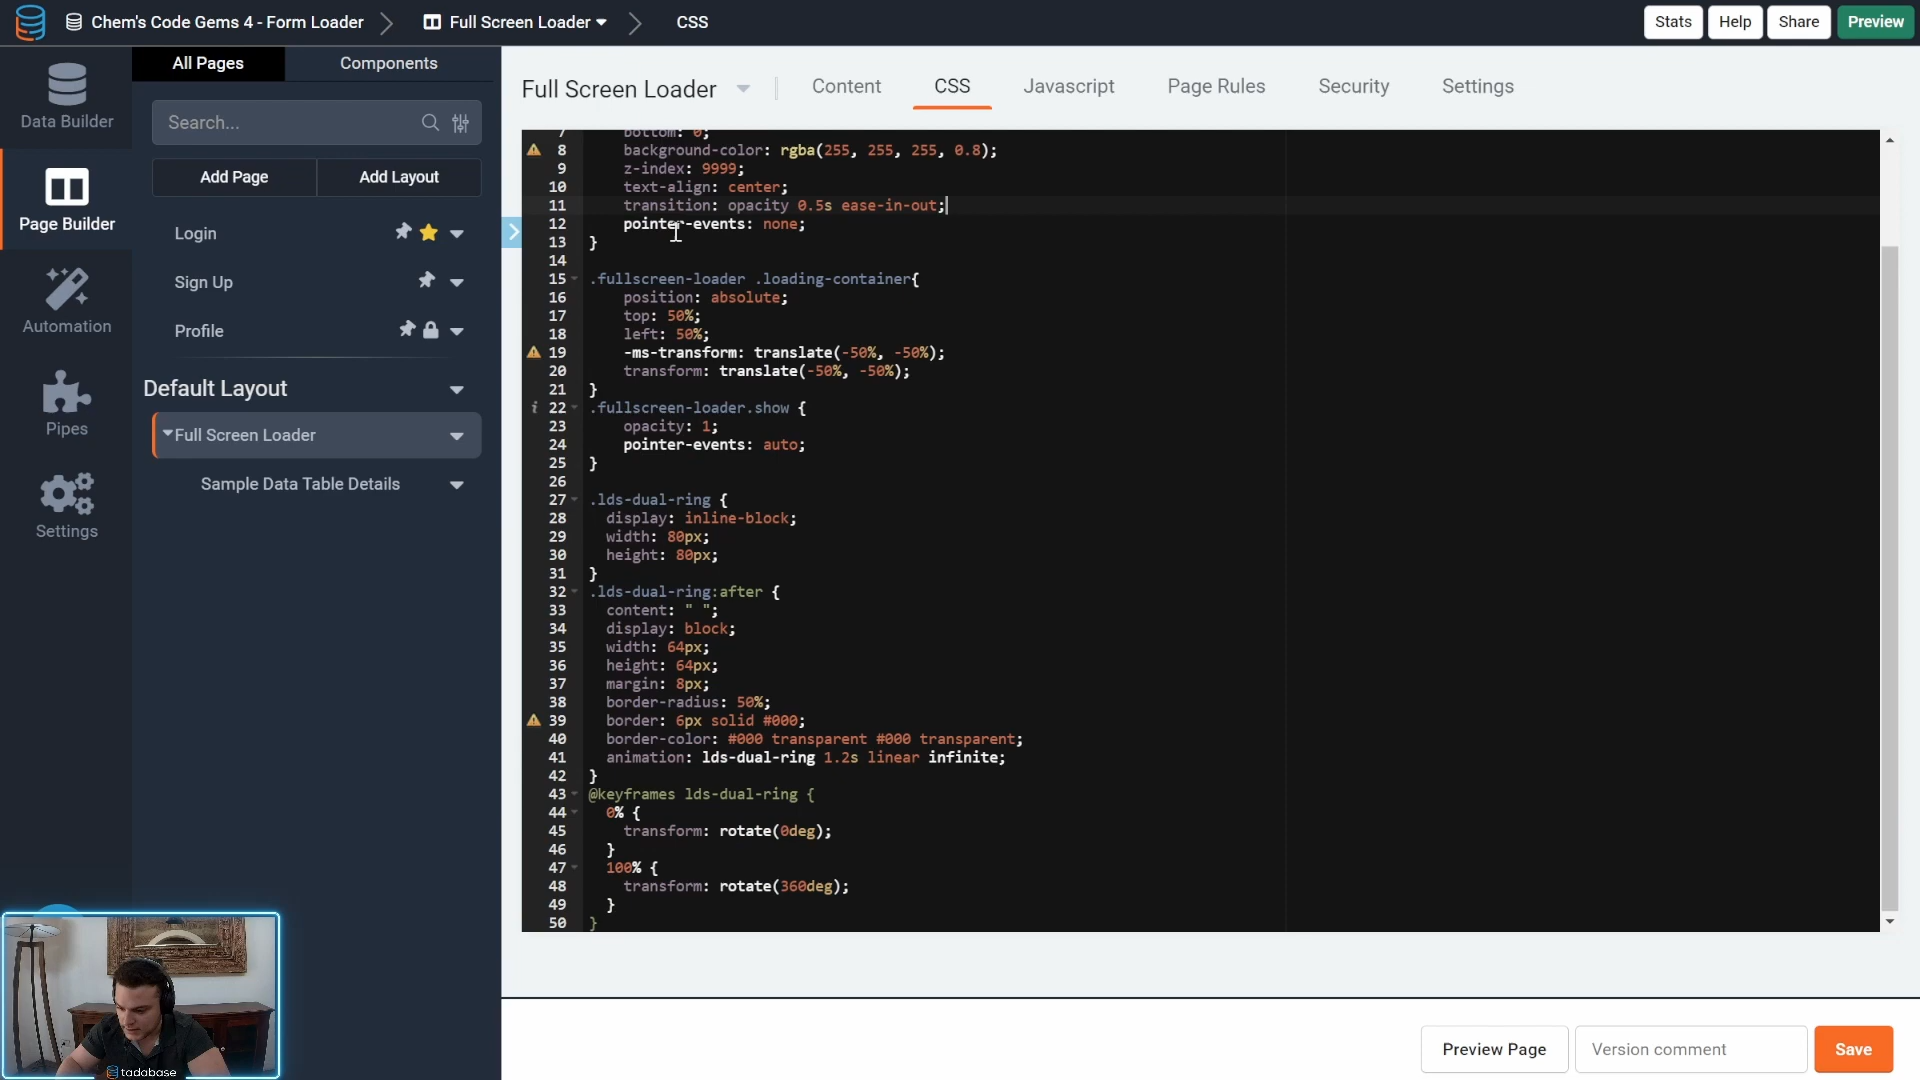 Chem's Code Gems 4 - Form Loader
Full Screen Loader
CSS
Stats
Help
Share
Preview
Data Builder
Page Builder
Automation
Pipes
Settings
All Pages
Components
Search...
Add Page
Add Layout
Login
Sign Up
Profile
Default Layout
Full Screen Loader
Sample Data Table Details
Full Screen Loader
Content
CSS
Javascript
Page Rules
Security
Settings
7 bottom: 0;
8 background-color: rgba(255, 255, 255, 0.8);
9 z-index: 9999;
10 text-align: center;
11 transition: opacity 0.5s ease-in-out;
12 pointer-events: none;
13 }
14
15 .fullscreen-loader .loading-container{
16 position: absolute;
17 top: 50%;
18 left: 50%;
19 -ms-transform: translate(-50%, -50%);
20 transform: translate(-50%, -50%);
21 }
22 .fullscreen-loader.show {
23 opacity: 1;
24 pointer-events: auto;
25 }
26
27 .lds-dual-ring {
28 display: inline-block;
29 width: 80px;
30 height: 80px;
31 }
32 .lds-dual-ring:after {
33 content: " ";
34 display: block;
35 width: 64px;
36 height: 64px;
37 margin: 8px;
38 border-radius: 50%;
39 border: 6px solid #000;
40 border-color: #000 transparent #000 transparent;
41 animation: lds-dual-ring 1.2s linear infinite;
42 }
43 @keyframes lds-dual-ring {
44 0% {
45 transform: rotate(0deg);
46 }
47 100% {
48 transform: rotate(360deg);
49 }
50 }
Preview Page
Version comment
Save
tadabase